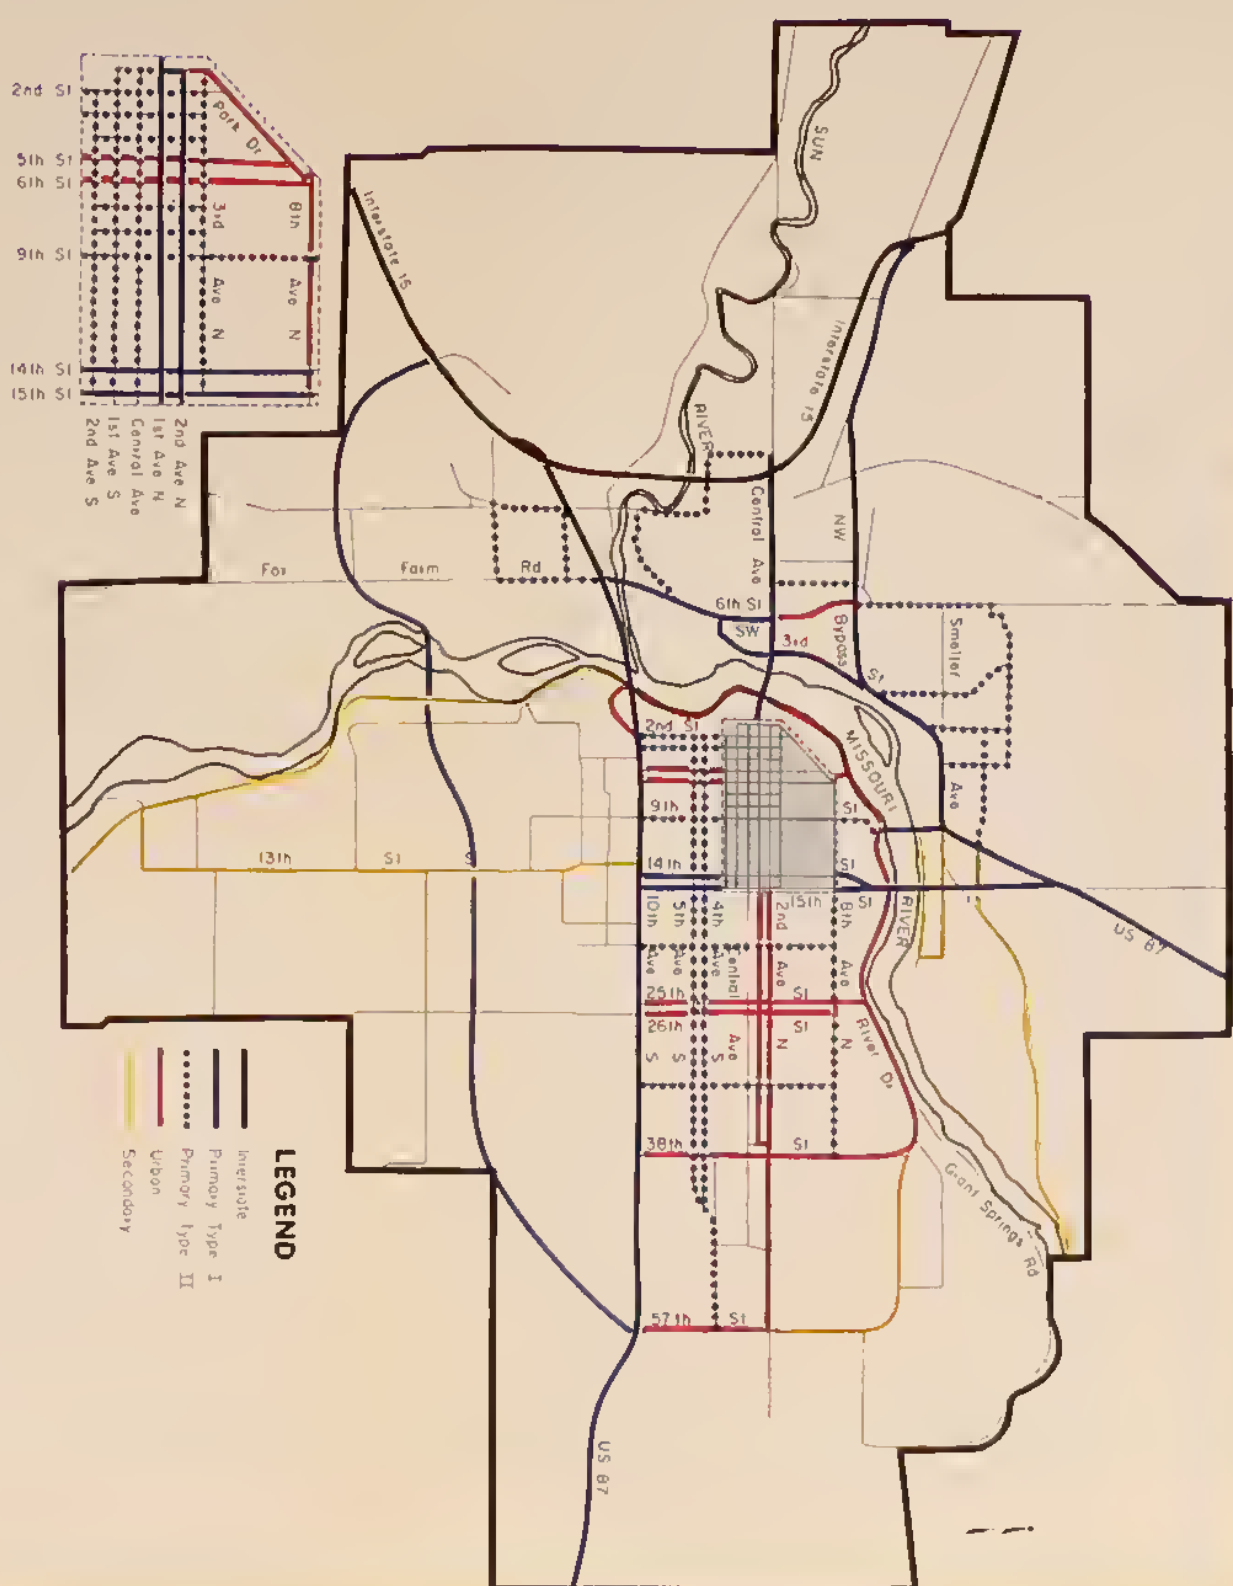 2nd St
5th St
6th St
9th St
14th St
15th St
Park Dr
3rd Ave N
8th Ave N
2nd Ave N
1st Ave N
Central Ave
1st Ave S
2nd Ave S
Interstate 15
SUN
RIVER
Interstate 15
Central Ave
NW
Bypass
Fox Farm Rd
6th St
SW
3rd
St
Smelter
Ave
MISSOURI
RIVER
2nd St
9th St
14th St
15th St
13th St S
10th Ave S
5th Ave S
4th Ave S
Central Ave
2nd Ave N
8th Ave N
25th St
26th St
River Dr
38th St
57th St
Giant Springs Rd
US 87
US 87
LEGEND
Interstate
Primary Type I
Primary Type II
Urban
Secondary